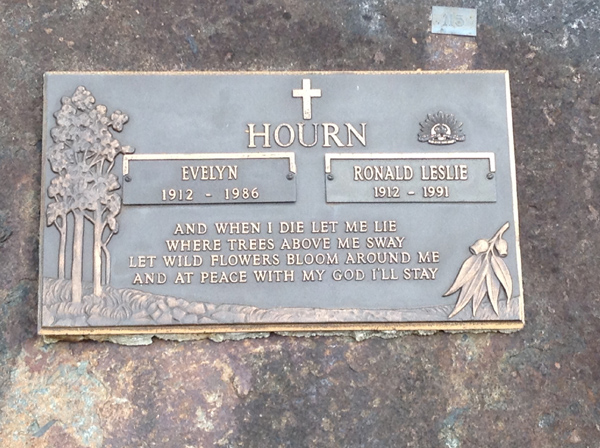 HOURN
EVELYN
1912 - 1986
RONALD LESLIE
1912 - 1991
AND WHEN I DIE LET ME LIE
WHERE TREES ABOVE ME SWAY
LET WILD FLOWERS BLOOM AROUND ME
AND AT PEACE WITH MY GOD I'LL STAY